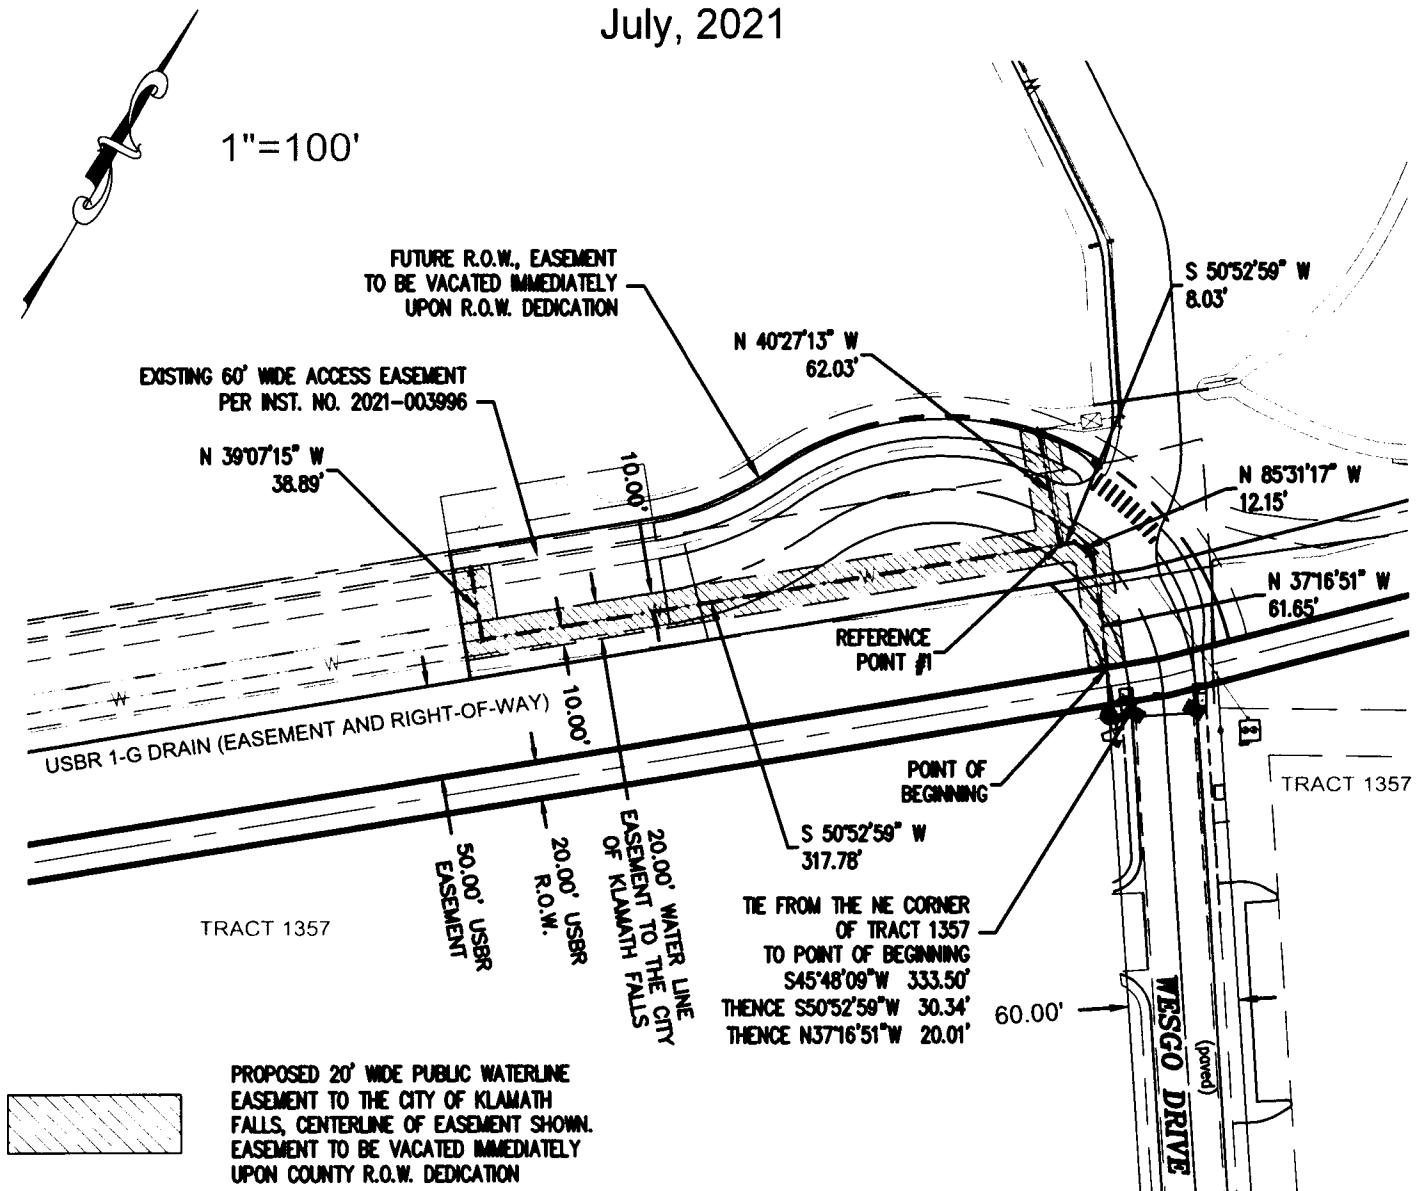 July, 2021
1"=100'
FUTURE R.O.W., EASEMENT
TO BE VACATED IMMEDIATELY
UPON R.O.W. DEDICATION
S 50°52'59" W
8.03'
N 40°27'13" W
62.03'
EXISTING 60' WIDE ACCESS EASEMENT
PER INST. NO. 2021-003996
N 39°07'15" W
38.89'
10.00'
N 85°31'17" W
12.15'
N 37°16'51" W
61.65'
W
W
W
W
W
REFERENCE
POINT #1
10.00'
USBR 1-G DRAIN (EASEMENT AND RIGHT-OF-WAY)
POINT OF
BEGINNING
TRACT 1357
S 50°52'59" W
317.78'
50.00' USBR
EASEMENT
20.00' USBR
R.O.W.
20.00' WATER LINE
EASEMENT TO THE CITY
OF KLAMATH FALLS
TRACT 1357
TIE FROM THE NE CORNER
OF TRACT 1357
TO POINT OF BEGINNING
S45°48'09"W 333.50'
THENCE S50°52'59"W 30.34'
THENCE N37°16'51"W 20.01'
60.00'
WESGO DRIVE
(paved)
PROPOSED 20' WIDE PUBLIC WATERLINE
EASEMENT TO THE CITY OF KLAMATH
FALLS, CENTERLINE OF EASEMENT SHOWN.
EASEMENT TO BE VACATED IMMEDIATELY
UPON COUNTY R.O.W. DEDICATION